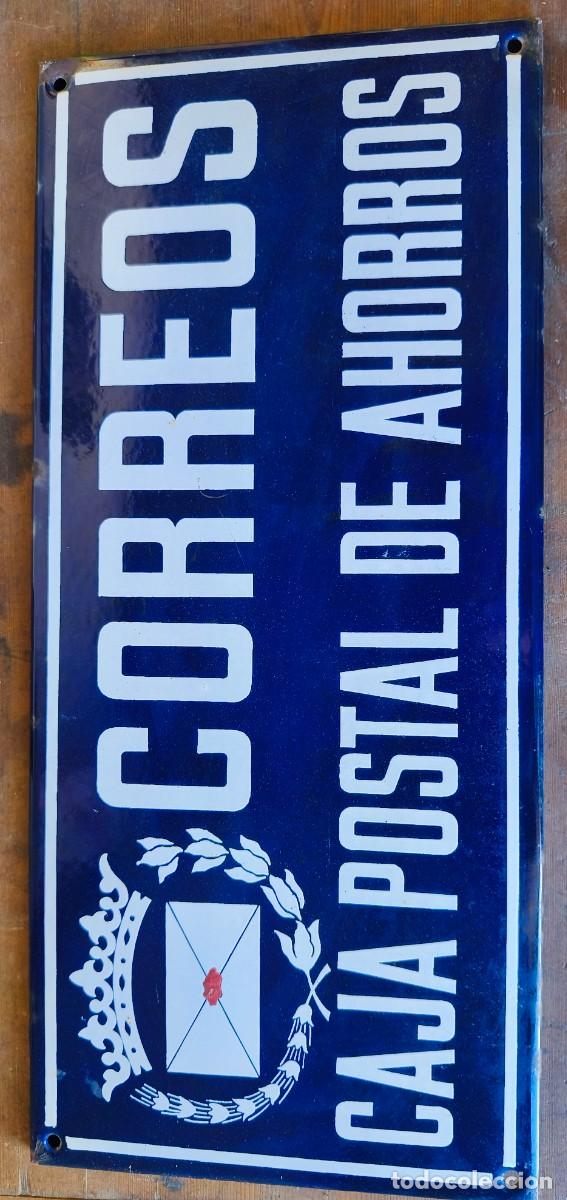 CORREOS
CAJA POSTAL DE AHORROS
todocoleccion